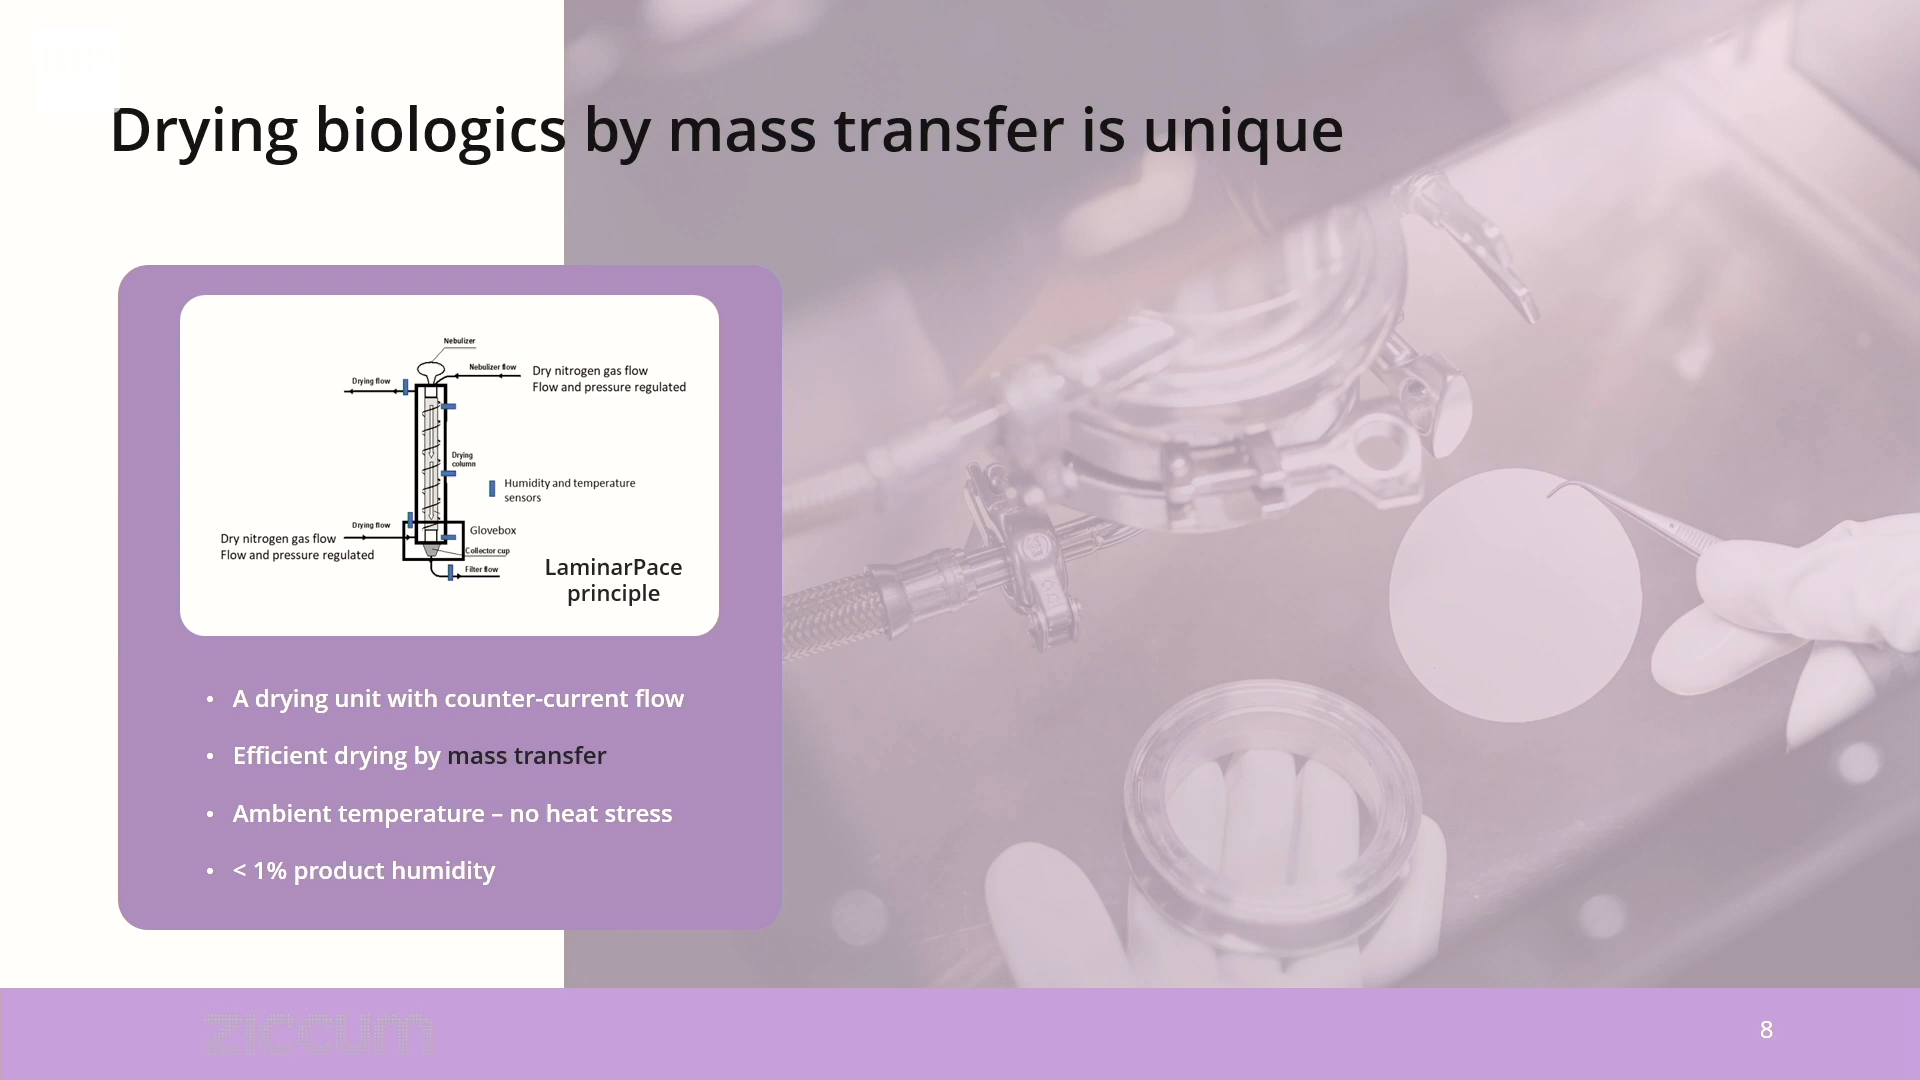 Drying biologics by mass transfer is unique
Nebulizer
Nebulizer flow
Dry nitrogen gas flow
Flow and pressure regulated
Drying flow
Drying
column
Humidity and temperature
sensors
Drying flow
Dry nitrogen gas flow
Flow and pressure regulated
Glovebox
Collector cup
Filter flow
LaminarPace
principle
• A drying unit with counter-current flow
• Efficient drying by mass transfer
• Ambient temperature – no heat stress
• < 1% product humidity
ziccum
8